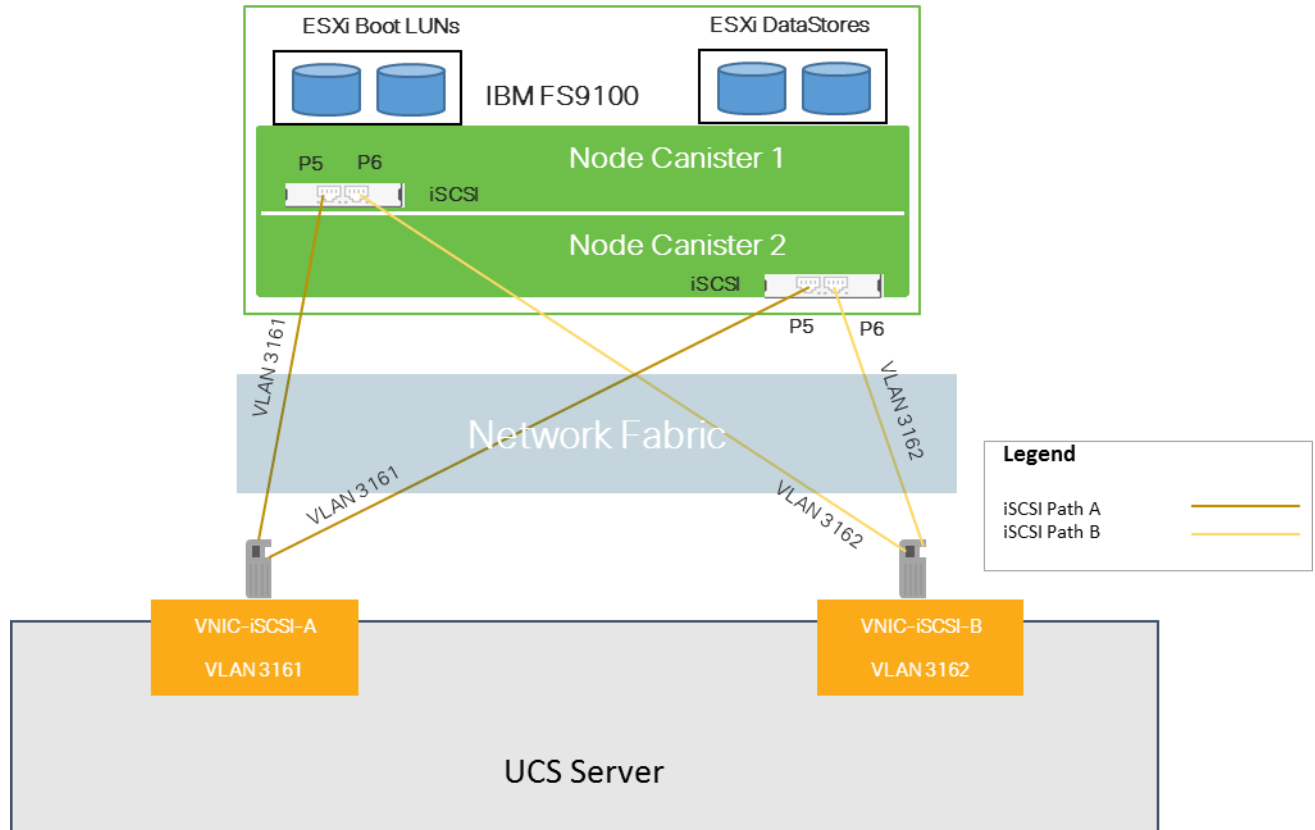 ESXi Boot LUNs
ESXi DataStores
IBM FS9100
Node Canister 1
P5 P6
iSCSI
Node Canister 2
iSCSI
P5 P6
VLAN 3161
VLAN 3162
Network Fabric
VLAN 3161
VLAN 3162
Legend
iSCSI Path A
iSCSI Path B
VNIC-iSCSI-A
VLAN 3161
VNIC-iSCSI-B
VLAN 3162
UCS Server